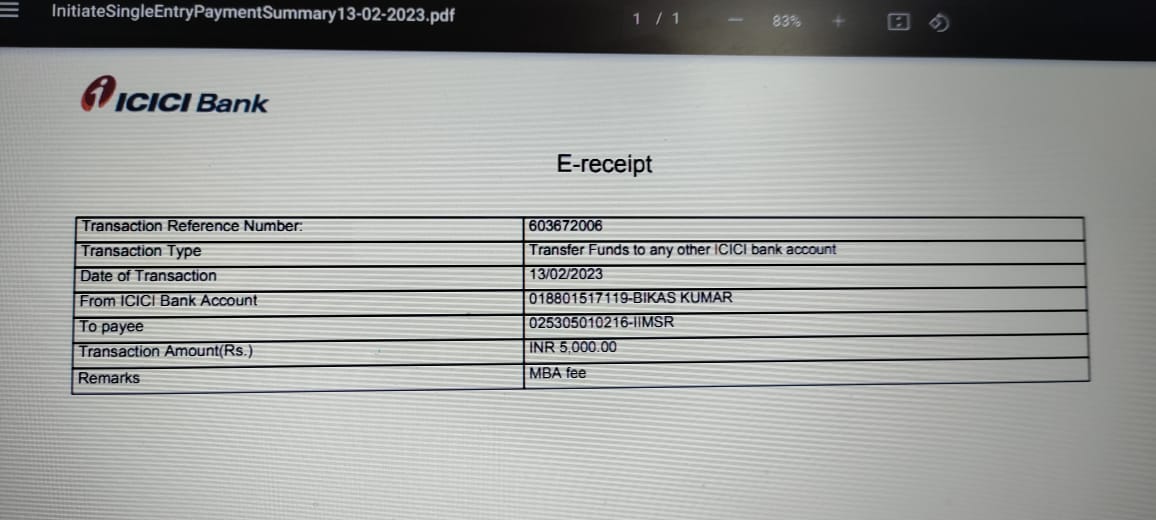 InitiateSingleEntryPaymentSummary13-02-2023.pdf 1 / 1 — 83% +
ICICI Bank
E-receipt
Transaction Reference Number: 603672006
Transaction Type Transfer Funds to any other ICICI bank account
Date of Transaction 13/02/2023
From ICICI Bank Account 018801517119-BIKAS KUMAR
To payee 025305010216-IIMSR
Transaction Amount(Rs.) INR 5,000.00
Remarks MBA fee